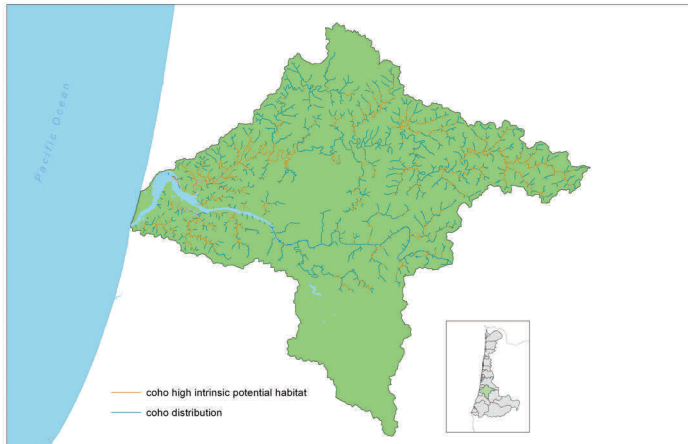 Pacific Ocean
coho high intrinsic potential habitat
coho distribution